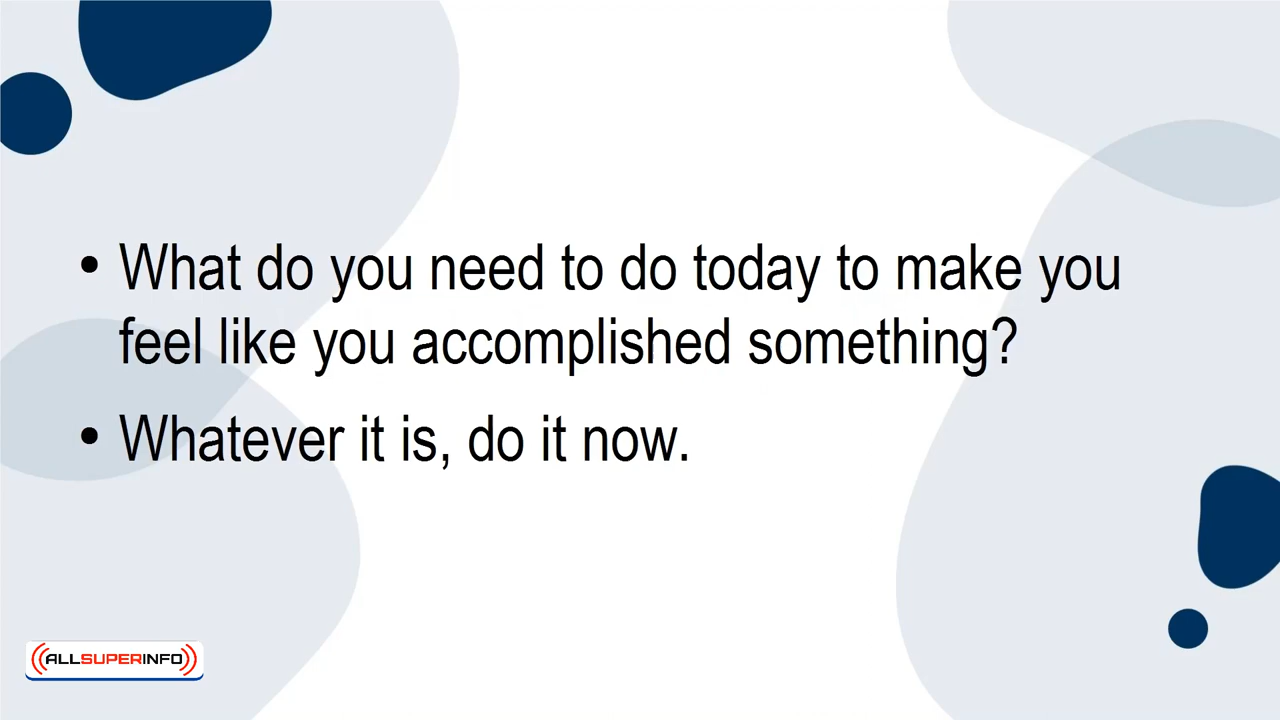 • What do you need to do today to make you
feel like you accomplished something?
• Whatever it is, do it now.
ALLSUPERINFO